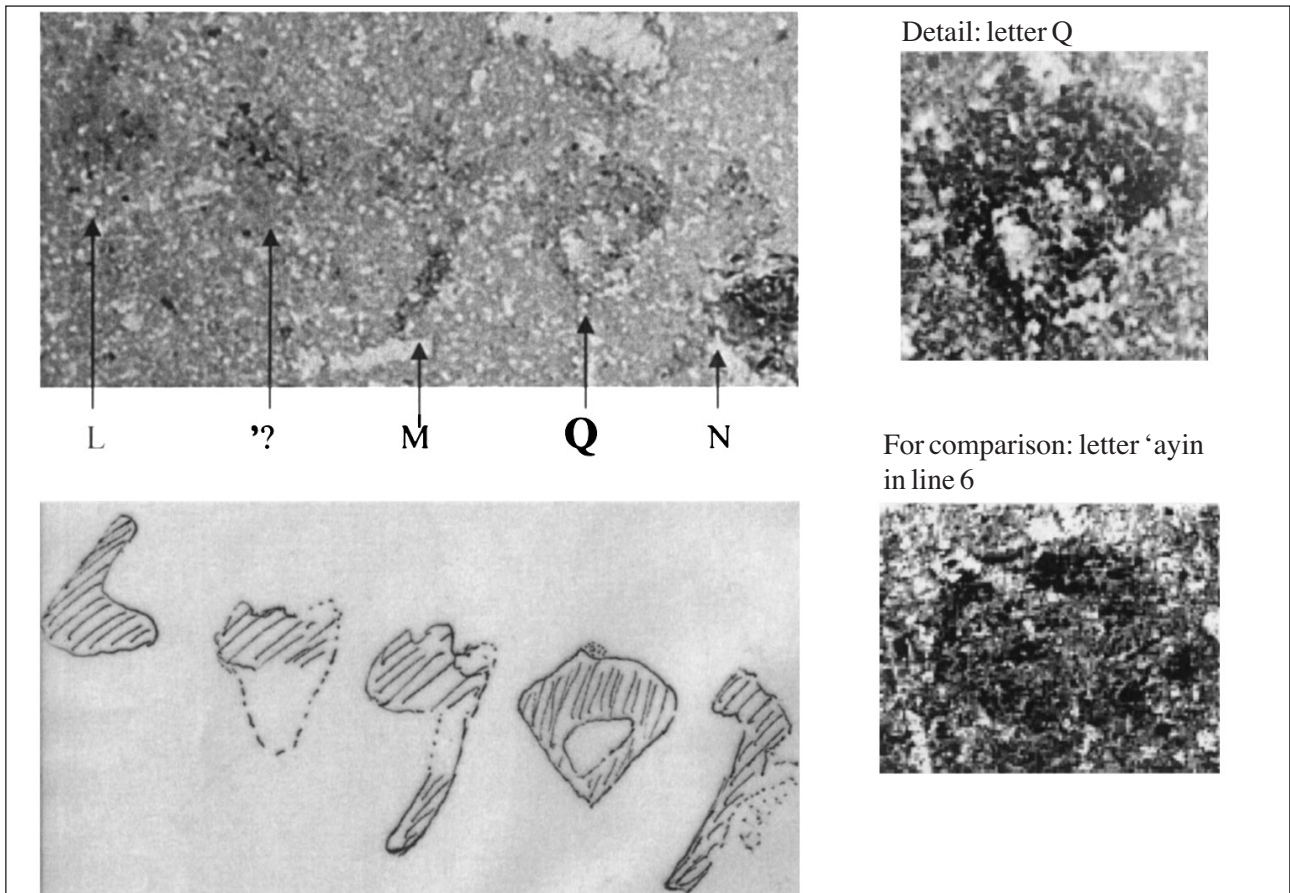 Detail: letter Q
L ’? M Q N
For comparison: letter ‘ayin
in line 6